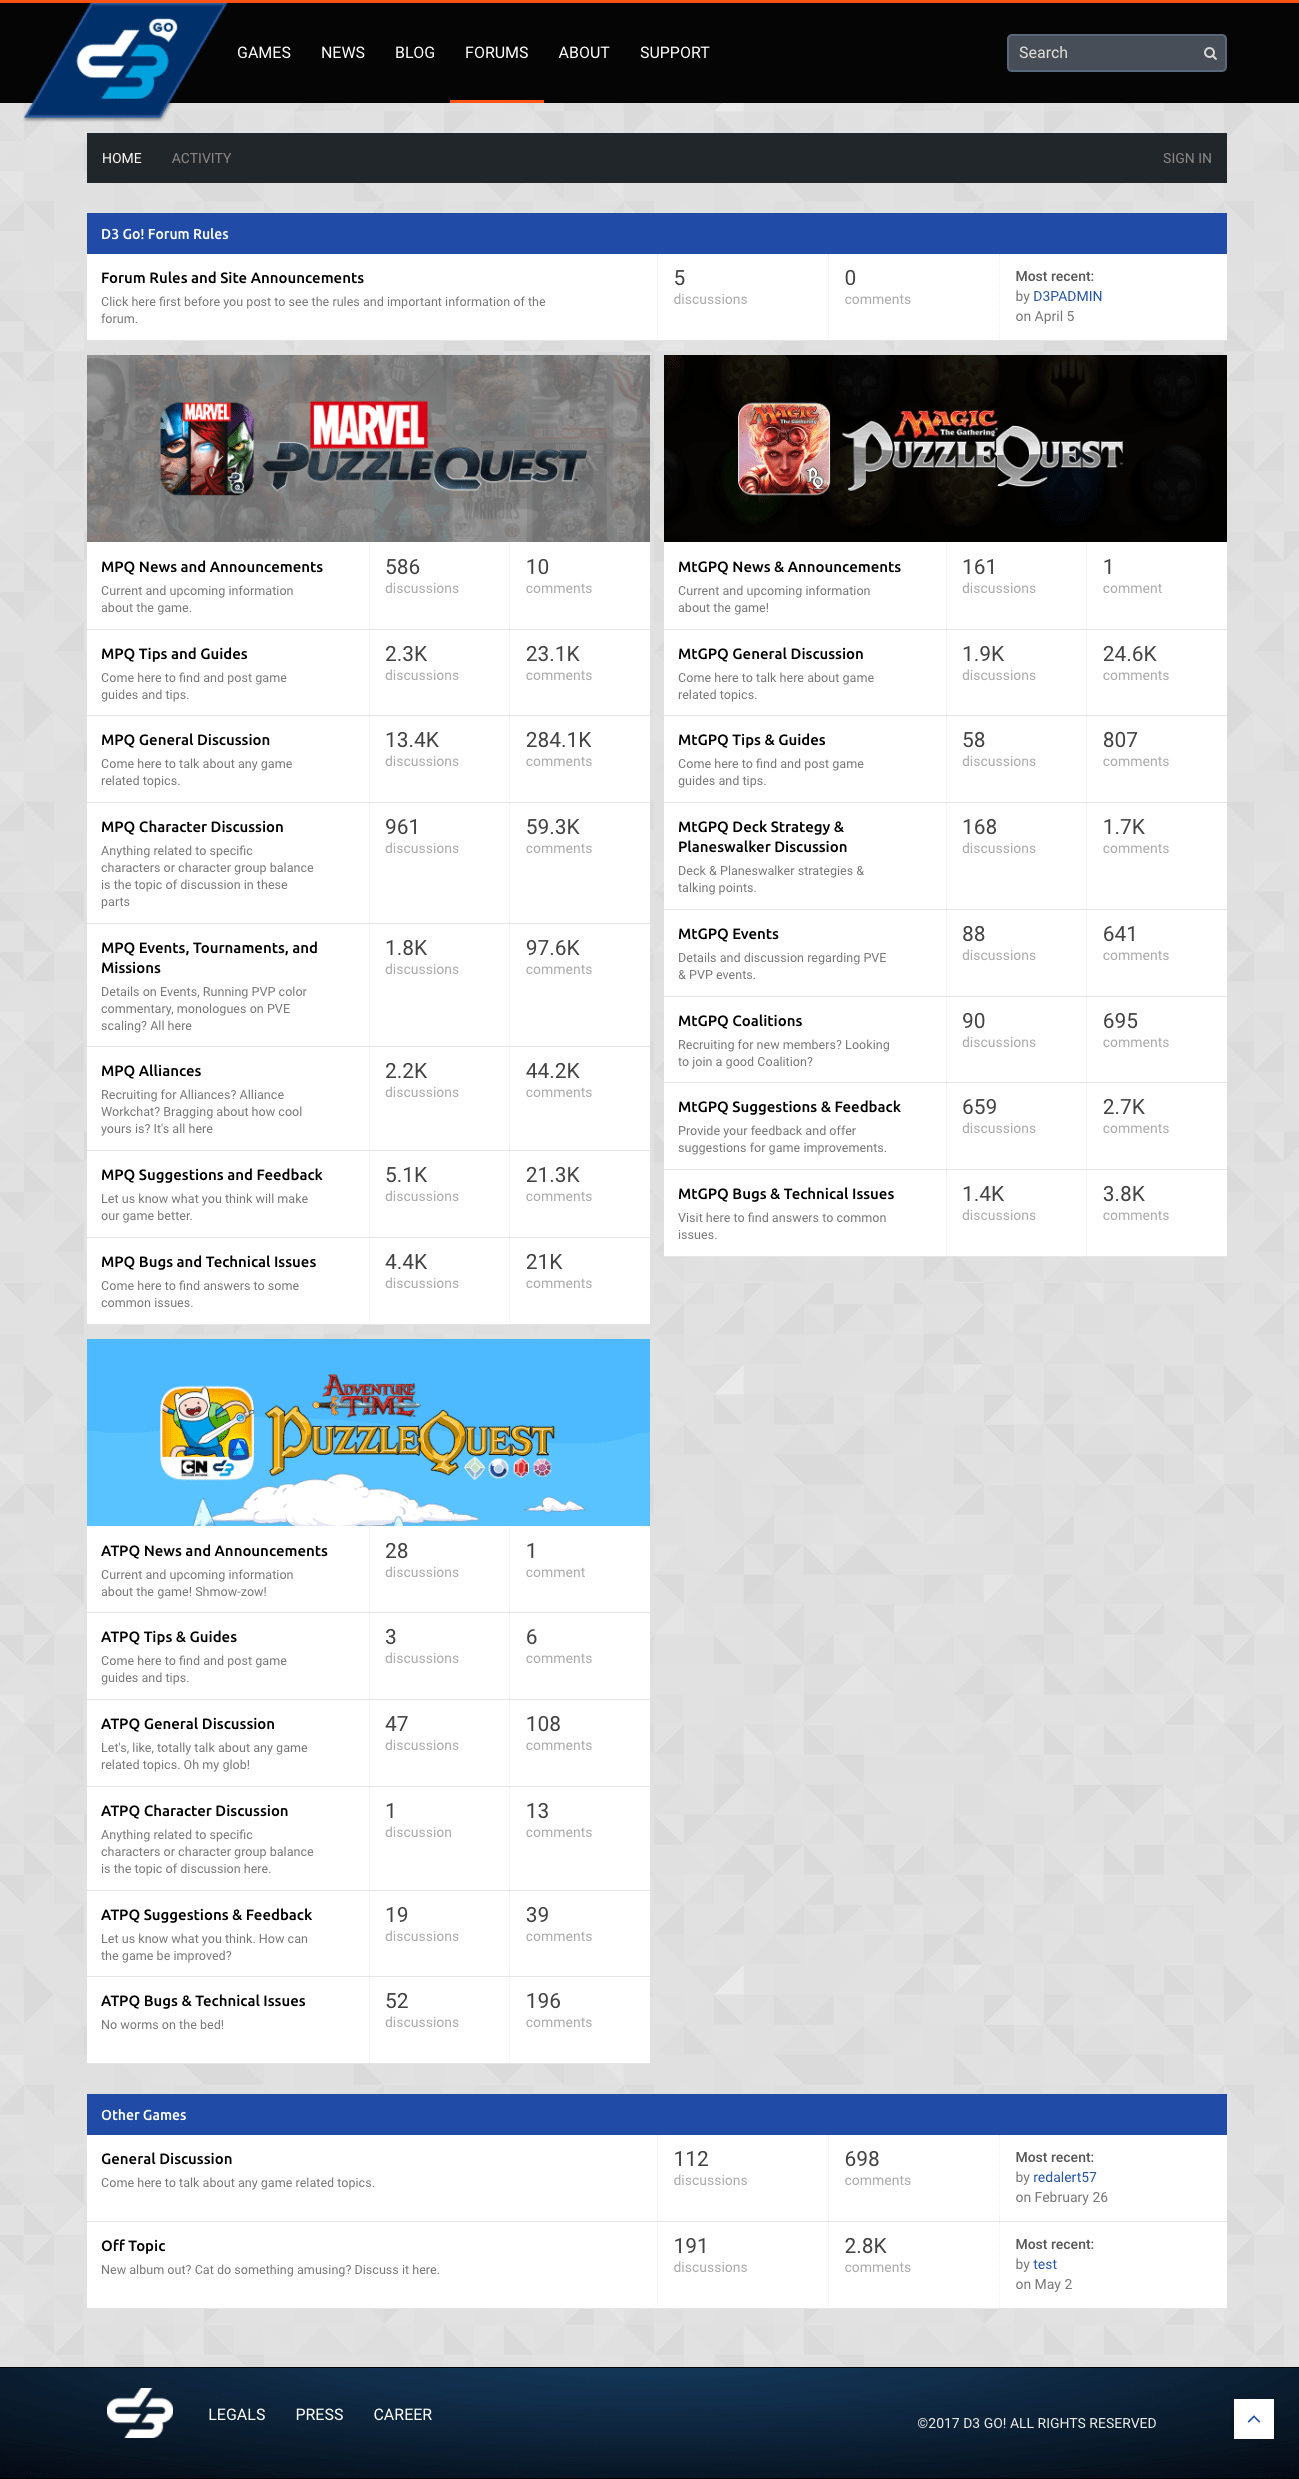 GO
d3
GAMES NEWS BLOG FORUMS ABOUT SUPPORT
Search
HOME ACTIVITY SIGN IN
D3 Go! Forum Rules
Forum Rules and Site Announcements
Click here first before you post to see the rules and important information of the
forum.
5
discussions
0
comments
Most recent:
by D3PADMIN
on April 5
MARVEL
MARVEL
PUZZLE QUEST
MPQ News and Announcements
Current and upcoming information
about the game.
586
discussions
10
comments
MPQ Tips and Guides
Come here to find and post game
guides and tips.
2.3K
discussions
23.1K
comments
MPQ General Discussion
Come here to talk about any game
related topics.
13.4K
discussions
284.1K
comments
MPQ Character Discussion
Anything related to specific
characters or character group balance
is the topic of discussion in these
parts
961
discussions
59.3K
comments
MPQ Events, Tournaments, and
Missions
Details on Events, Running PVP color
commentary, monologues on PVE
scaling? All here
1.8K
discussions
97.6K
comments
MPQ Alliances
Recruiting for Alliances? Alliance
Workchat? Bragging about how cool
yours is? It's all here
2.2K
discussions
44.2K
comments
MPQ Suggestions and Feedback
Let us know what you think will make
our game better.
5.1K
discussions
21.3K
comments
MPQ Bugs and Technical Issues
Come here to find answers to some
common issues.
4.4K
discussions
21K
comments
MAGIC
The Gathering
PQ
MAGIC
The Gathering
PUZZLE QUEST
MtGPQ News & Announcements
Current and upcoming information
about the game!
161
discussions
1
comment
MtGPQ General Discussion
Come here to talk here about game
related topics.
1.9K
discussions
24.6K
comments
MtGPQ Tips & Guides
Come here to find and post game
guides and tips.
58
discussions
807
comments
MtGPQ Deck Strategy &
Planeswalker Discussion
Deck & Planeswalker strategies &
talking points.
168
discussions
1.7K
comments
MtGPQ Events
Details and discussion regarding PVE
& PVP events.
88
discussions
641
comments
MtGPQ Coalitions
Recruiting for new members? Looking
to join a good Coalition?
90
discussions
695
comments
MtGPQ Suggestions & Feedback
Provide your feedback and offer
suggestions for game improvements.
659
discussions
2.7K
comments
MtGPQ Bugs & Technical Issues
Visit here to find answers to common
issues.
1.4K
discussions
3.8K
comments
CN d3
ADVENTURE
TIME
PUZZLE QUEST
ATPQ News and Announcements
Current and upcoming information
about the game! Shmow-zow!
28
discussions
1
comment
ATPQ Tips & Guides
Come here to find and post game
guides and tips.
3
discussions
6
comments
ATPQ General Discussion
Let's, like, totally talk about any game
related topics. Oh my glob!
47
discussions
108
comments
ATPQ Character Discussion
Anything related to specific
characters or character group balance
is the topic of discussion here.
1
discussion
13
comments
ATPQ Suggestions & Feedback
Let us know what you think. How can
the game be improved?
19
discussions
39
comments
ATPQ Bugs & Technical Issues
No worms on the bed!
52
discussions
196
comments
Other Games
General Discussion
Come here to talk about any game related topics.
112
discussions
698
comments
Most recent:
by redalert57
on February 26
Off Topic
New album out? Cat do something amusing? Discuss it here.
191
discussions
2.8K
comments
Most recent:
by test
on May 2
d3
LEGALS PRESS CAREER
©2017 D3 GO! ALL RIGHTS RESERVED